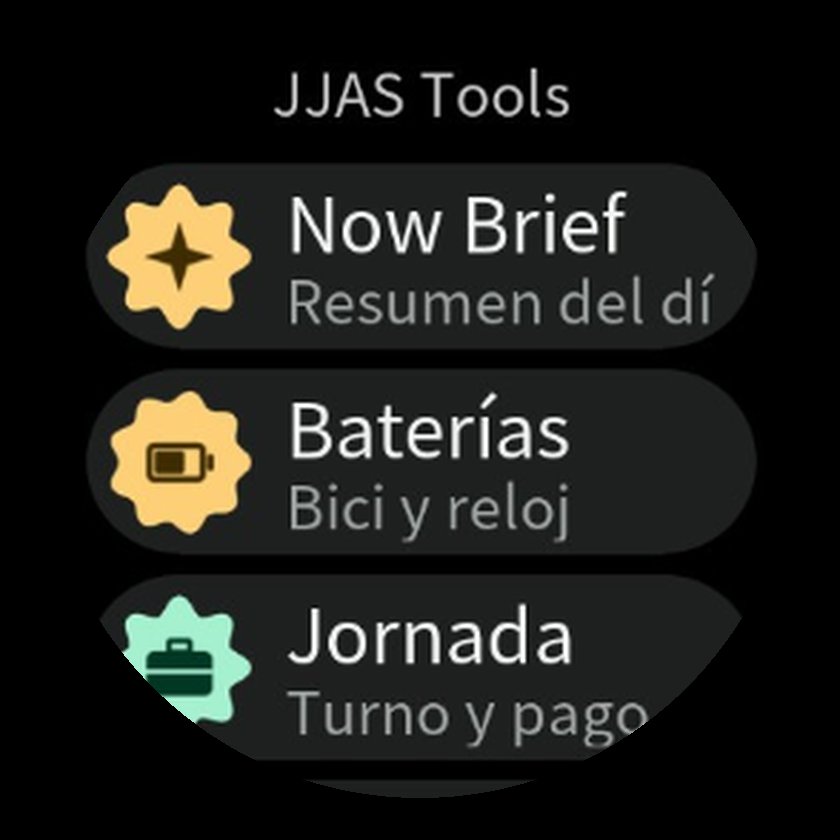 JJAS Tools
Now Brief
Resumen del dí
Baterías
Bici y reloj
Jornada
Turno y pago